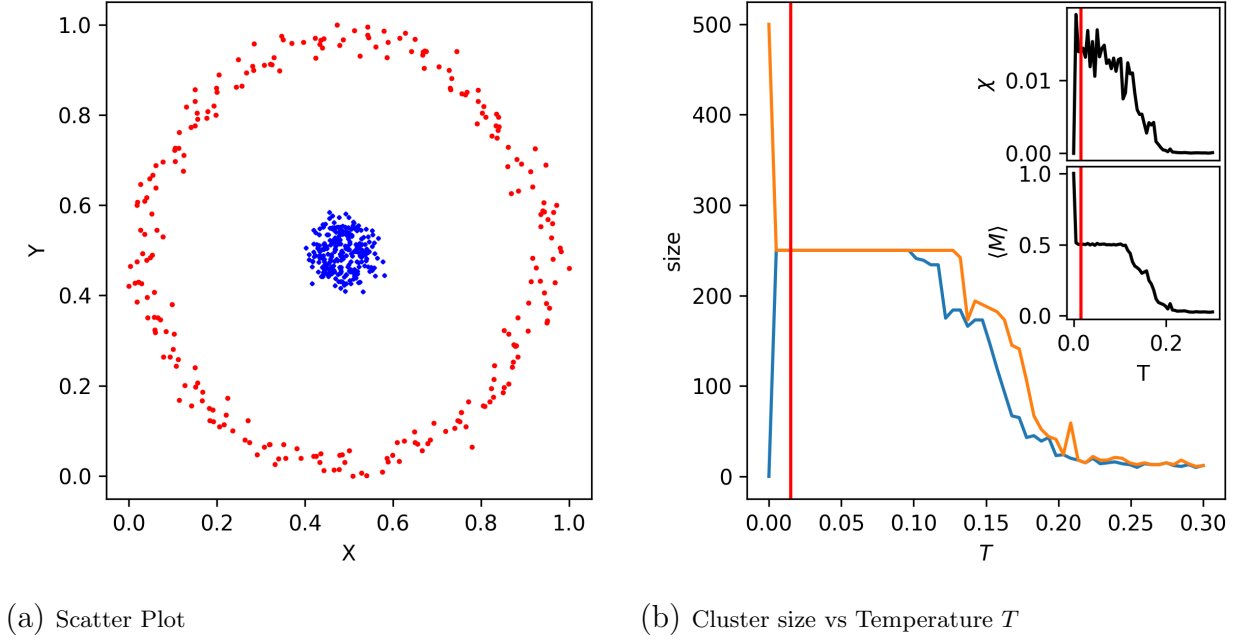 1.0
0.8
0.6
0.4
0.2
0.0
Y
0.0 0.2 0.4 0.6 0.8 1.0
X
500
400
300
200
100
0
size
0.00 0.05 0.10 0.15 0.20 0.25 0.30
T
0.01
0.00
χ
1.0
0.5
0.0
⟨M⟩
0.0 0.2
T
(a) Scatter Plot
(b) Cluster size vs Temperature T